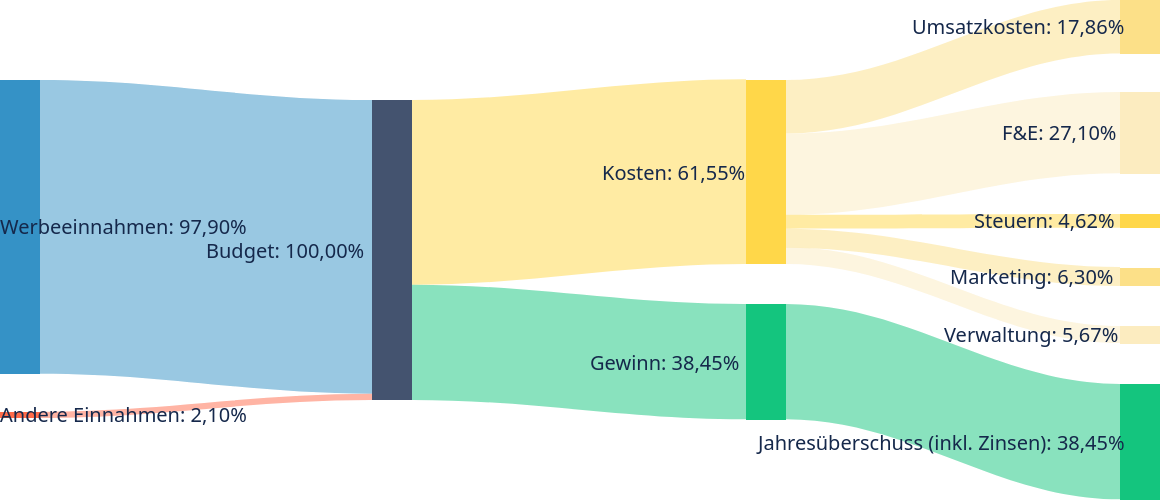 Umsatzkosten: 17,86%
F&E: 27,10%
Kosten: 61,55%
Steuern: 4,62%
Werbeeinnahmen: 97,90%
Budget: 100,00%
Marketing: 6,30%
Verwaltung: 5,67%
Gewinn: 38,45%
Andere Einnahmen: 2,10%
Jahresüberschuss (inkl. Zinsen): 38,45%